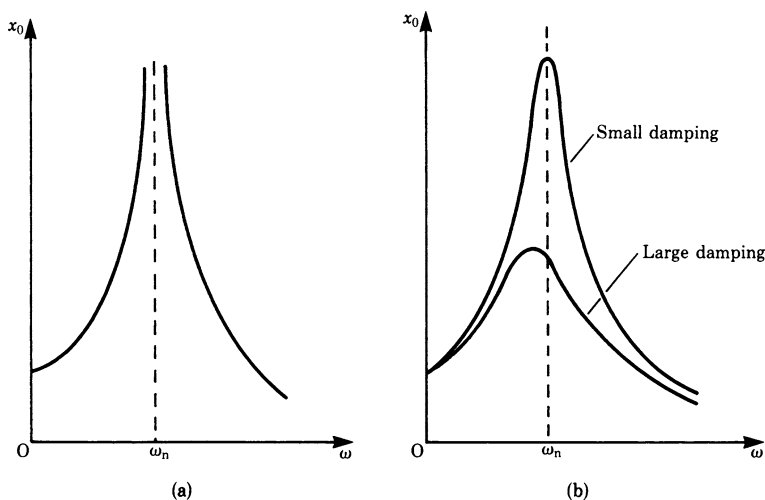 x₀
O
ωₙ
ω
(a)
x₀
Small damping
Large damping
O
ωₙ
ω
(b)